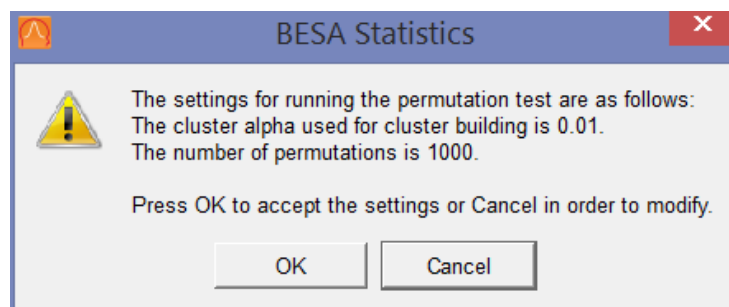 BESA Statistics
x
The settings for running the permutation test are as follows:
The cluster alpha used for cluster building is 0.01.
The number of permutations is 1000.
Press OK to accept the settings or Cancel in order to modify.
OK
Cancel